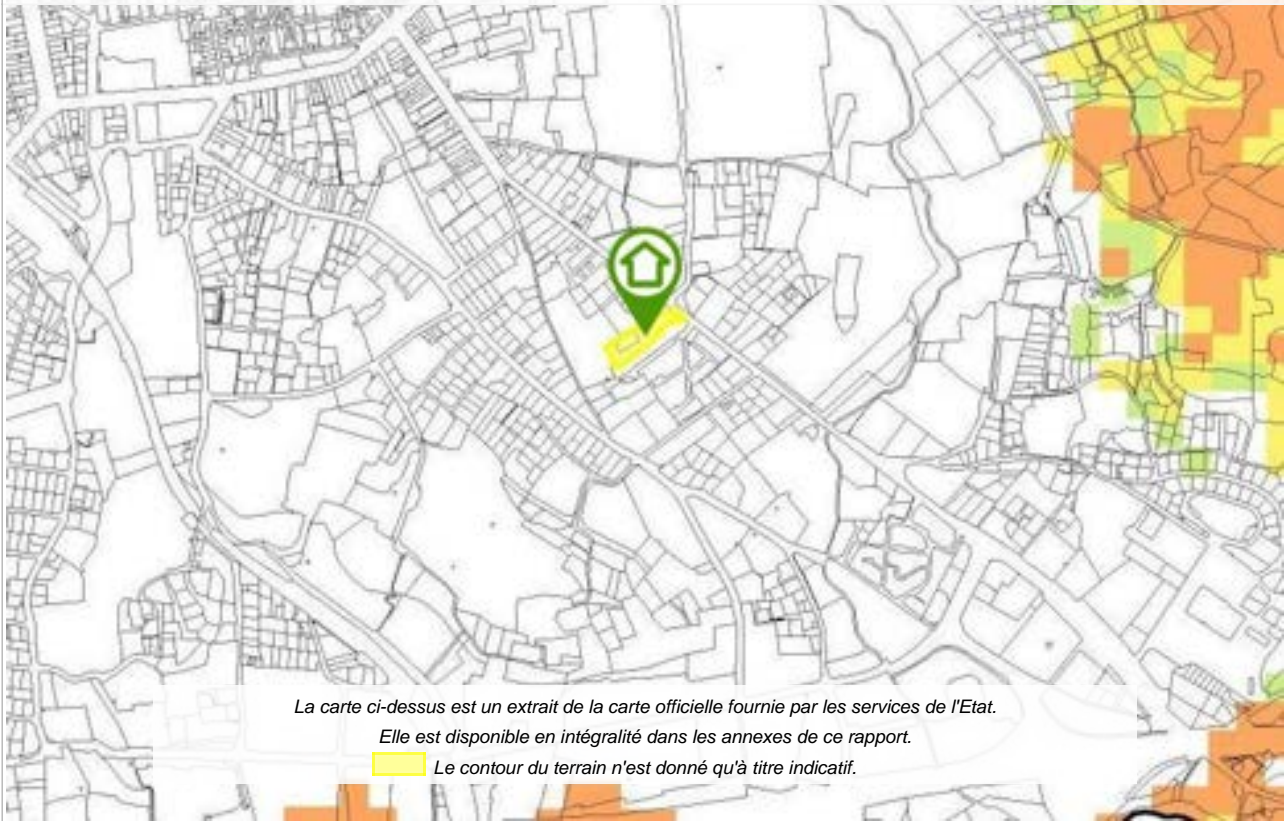 La carte ci-dessus est un extrait de la carte officielle fournie par les services de l'Etat.
Elle est disponible en intégralité dans les annexes de ce rapport.
Le contour du terrain n'est donné qu'à titre indicatif.